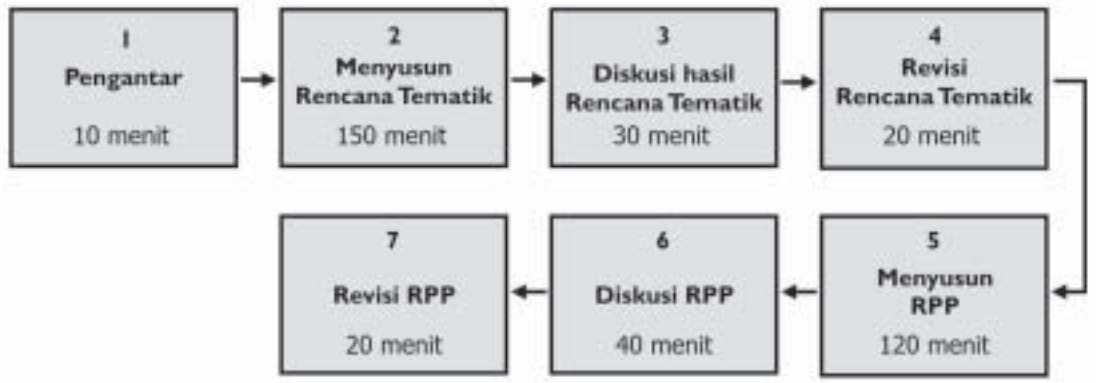 1
Pengantar
10 menit
2
Menyusun
Rencana Tematik
150 menit
3
Diskusi hasil
Rencana Tematik
30 menit
4
Revisi
Rencana Tematik
20 menit
5
Menyusun
RPP
120 menit
6
Diskusi RPP
40 menit
7
Revisi RPP
20 menit